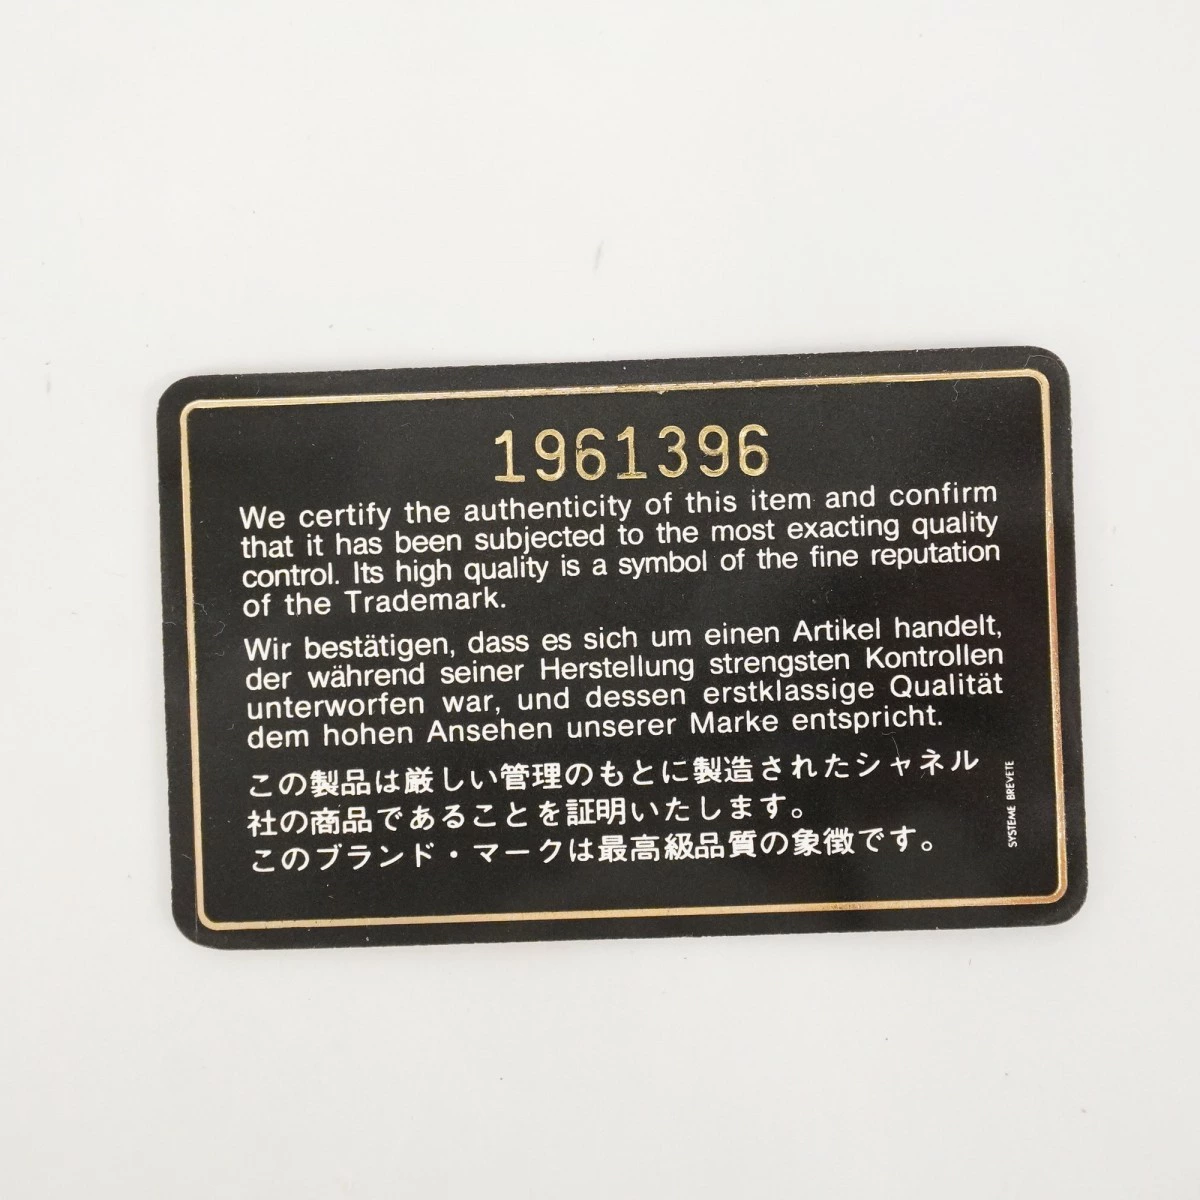 1961396
We certify the authenticity of this item and confirm
that it has been subjected to the most exacting quality
control. Its high quality is a symbol of the fine reputation
of the Trademark.
Wir bestätigen, dass es sich um einen Artikel handelt,
der während seiner Herstellung strengsten Kontrollen
unterworfen war, und dessen erstklassige Qualität
dem hohen Ansehen unserer Marke entspricht.
この製品は厳しい管理のもとに製造されたシャネル
社の商品であることを証明いたします。
このブランド・マークは最高級品質の象徴です。
SYSTEME BREVETE